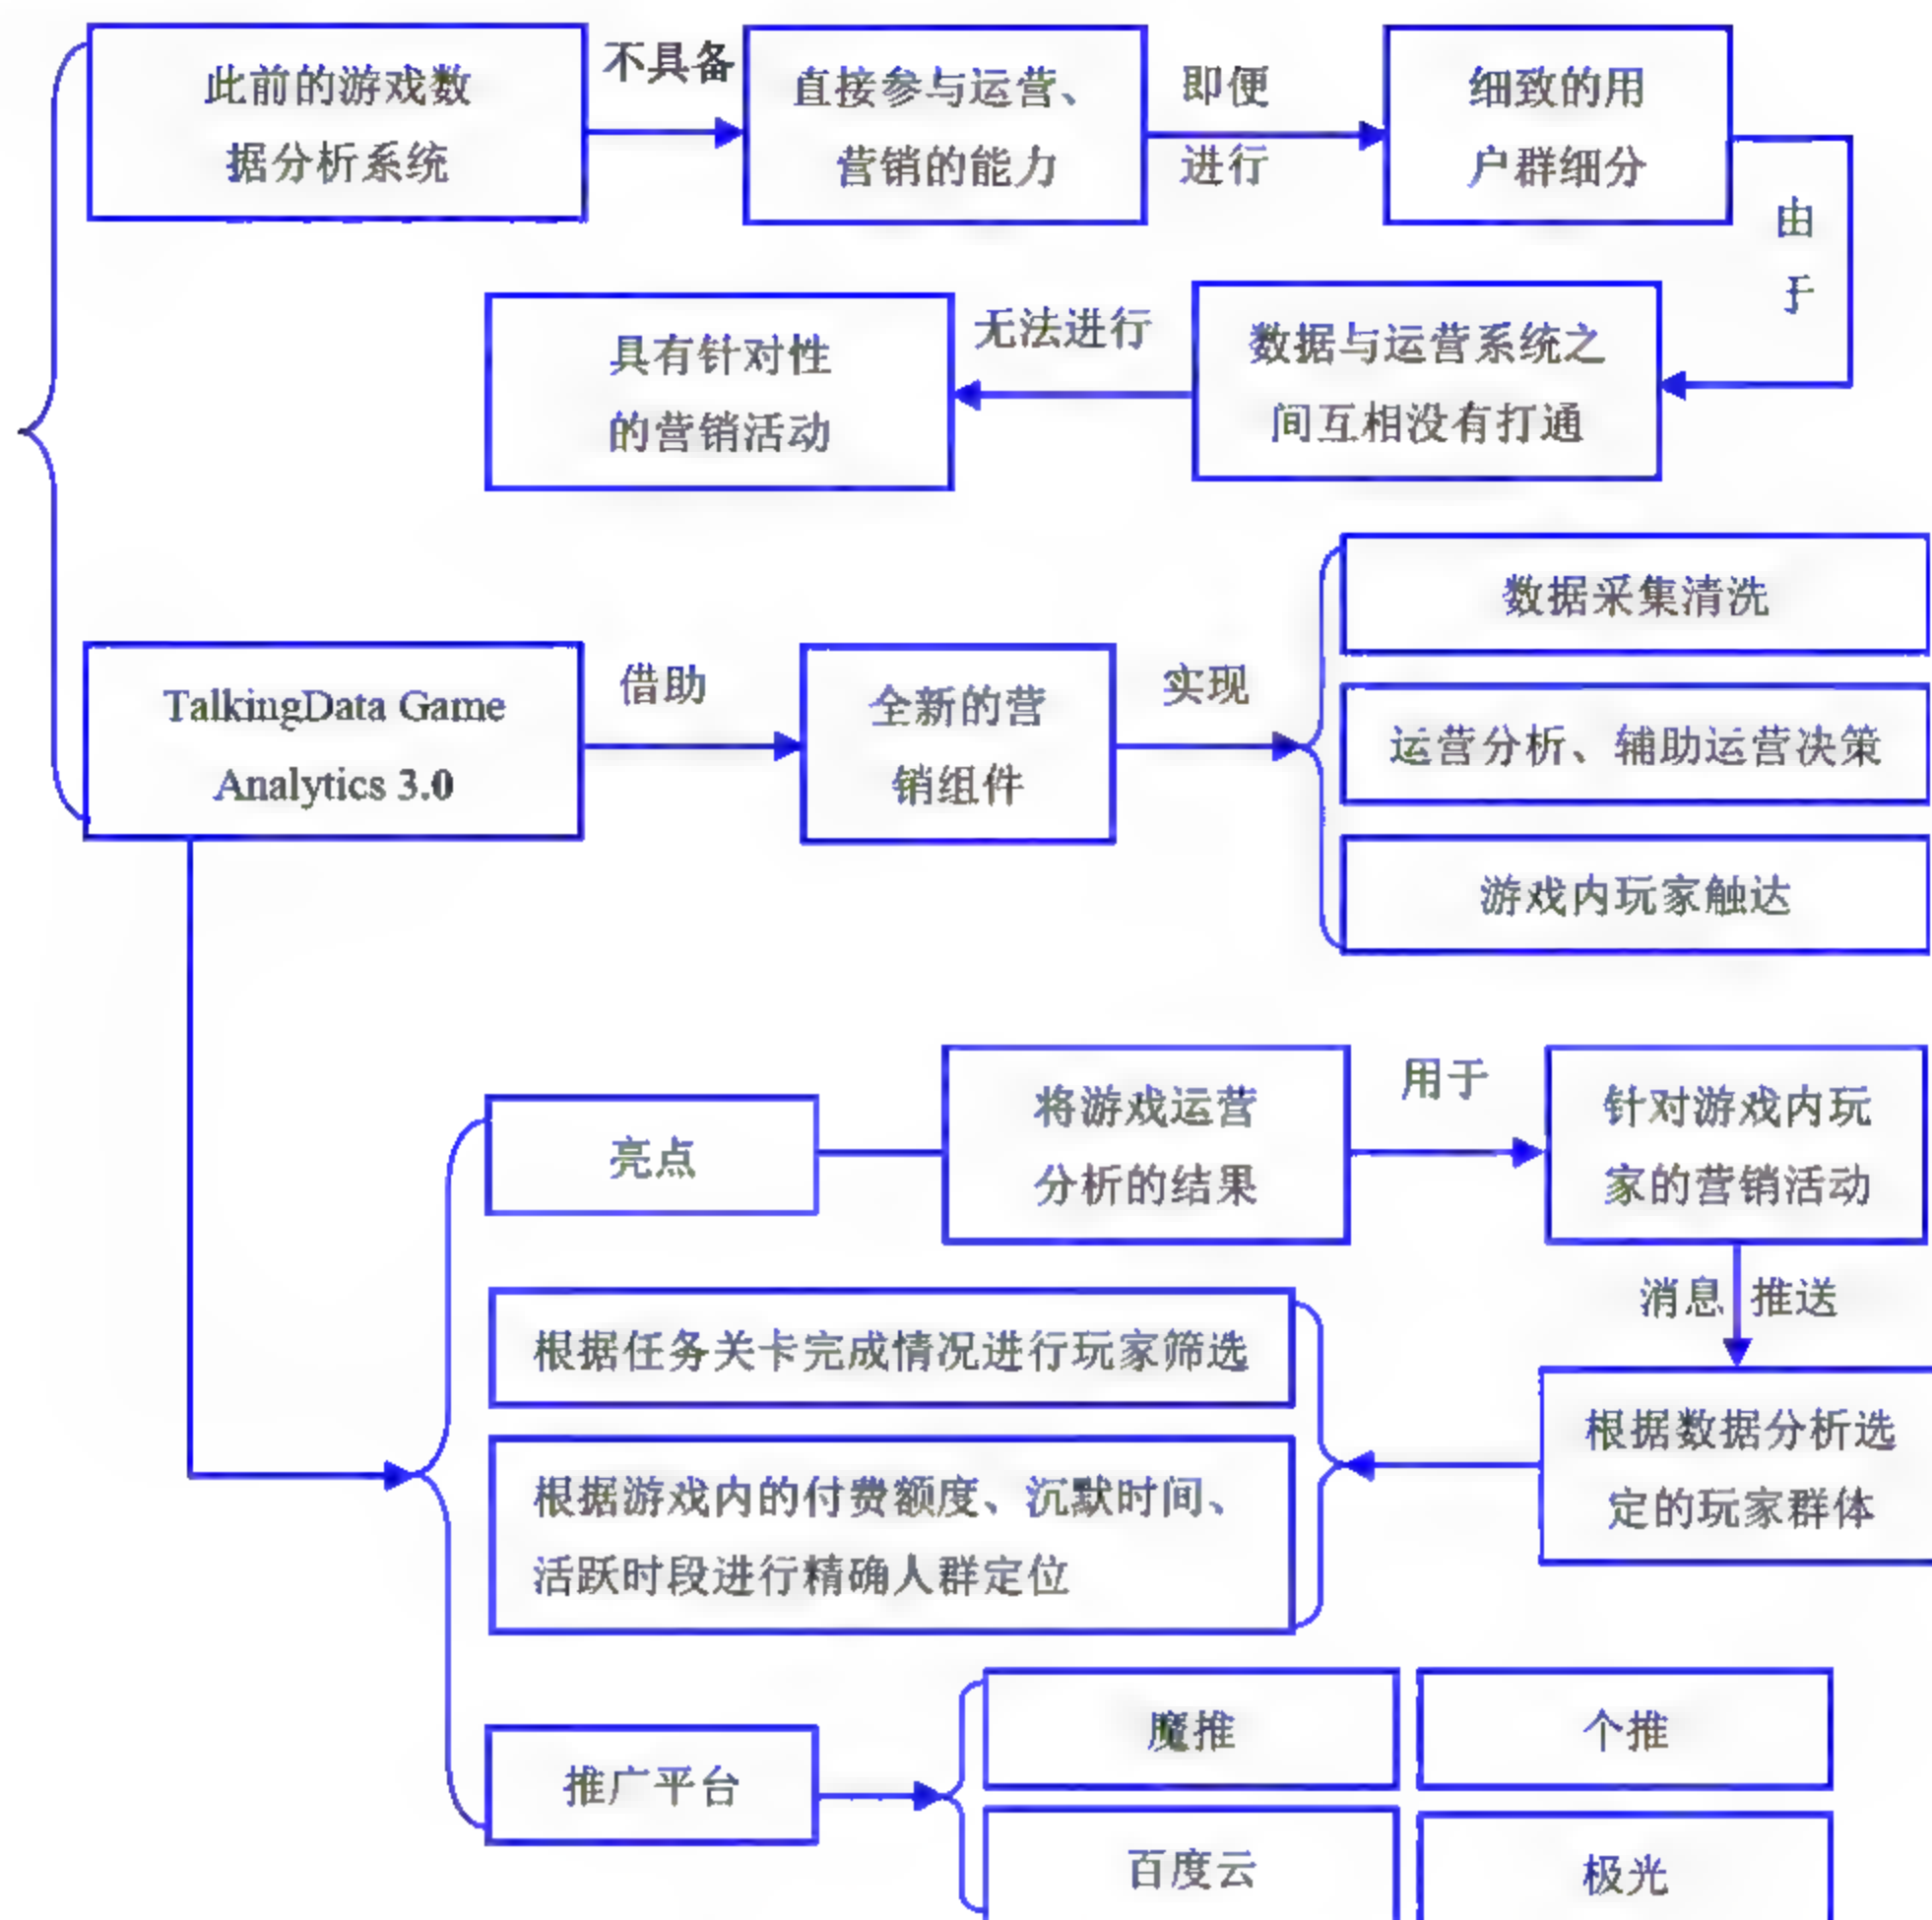 此前的游戏数
据分析系统
不具备
直接参与运营、
营销的能力
即便
进行
细致的用
户群细分
由
于
数据与运营系统之
间互相没有打通
无法进行
具有针对性
的营销活动
TalkingData Game
Analytics 3.0
借助
全新的营
销组件
实现
数据采集清洗
运营分析、辅助运营决策
游戏内玩家触达
亮点
将游戏运营
分析的结果
用于
针对游戏内玩
家的营销活动
消息 推送
根据数据分析选
定的玩家群体
根据任务关卡完成情况进行玩家筛选
根据游戏内的付费额度、沉默时间、
活跃时段进行精确人群定位
推广平台
魔推
个推
百度云
极光